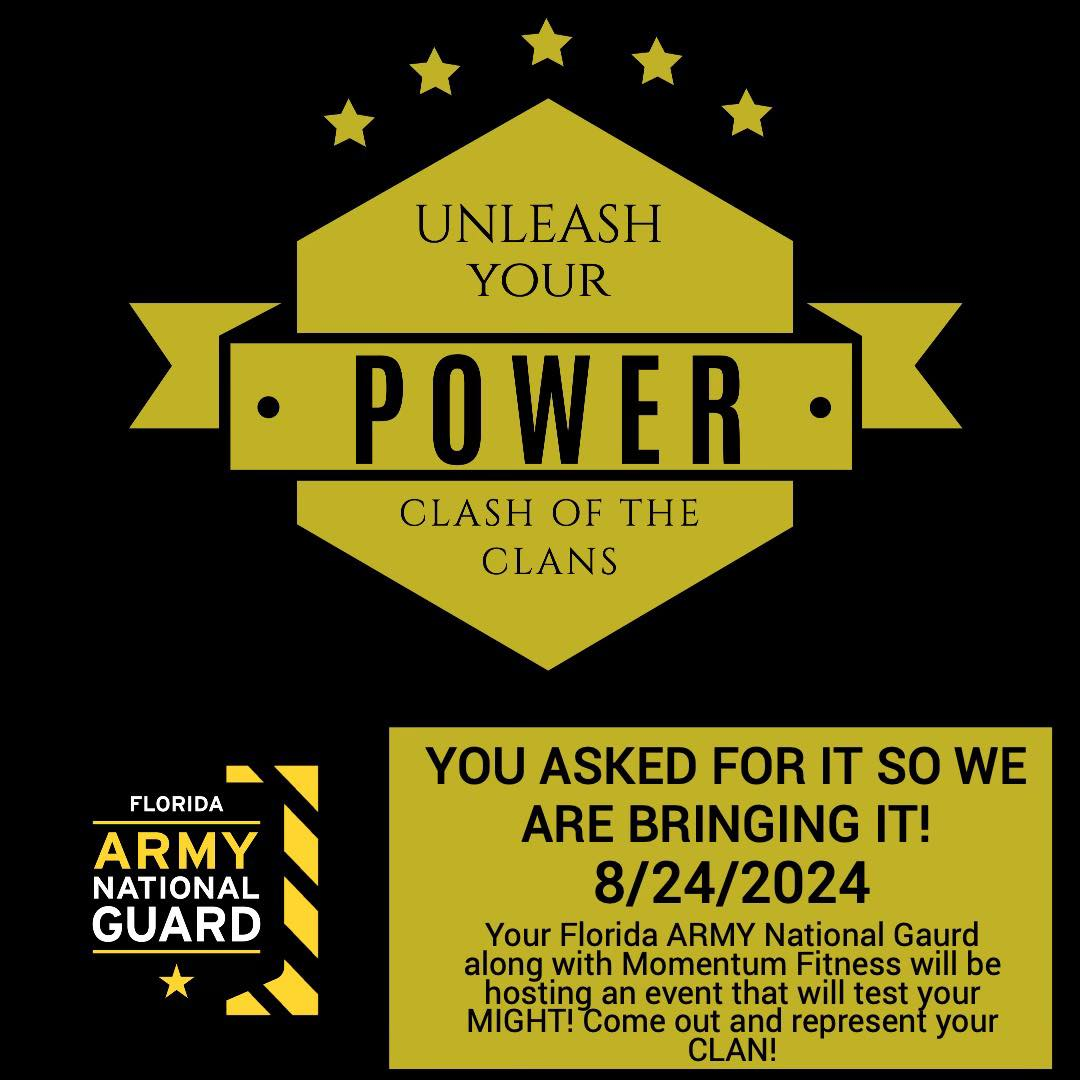 UNLEASH
YOUR
POWER
CLASH OF THE
CLANS
FLORIDA
ARMY
NATIONAL
GUARD
YOU ASKED FOR IT SO WE
ARE BRINGING IT!
8/24/2024
Your Florida ARMY National Gaurd
along with Momentum Fitness will be
hosting an event that will test your
MIGHT! Come out and represent your
CLAN!